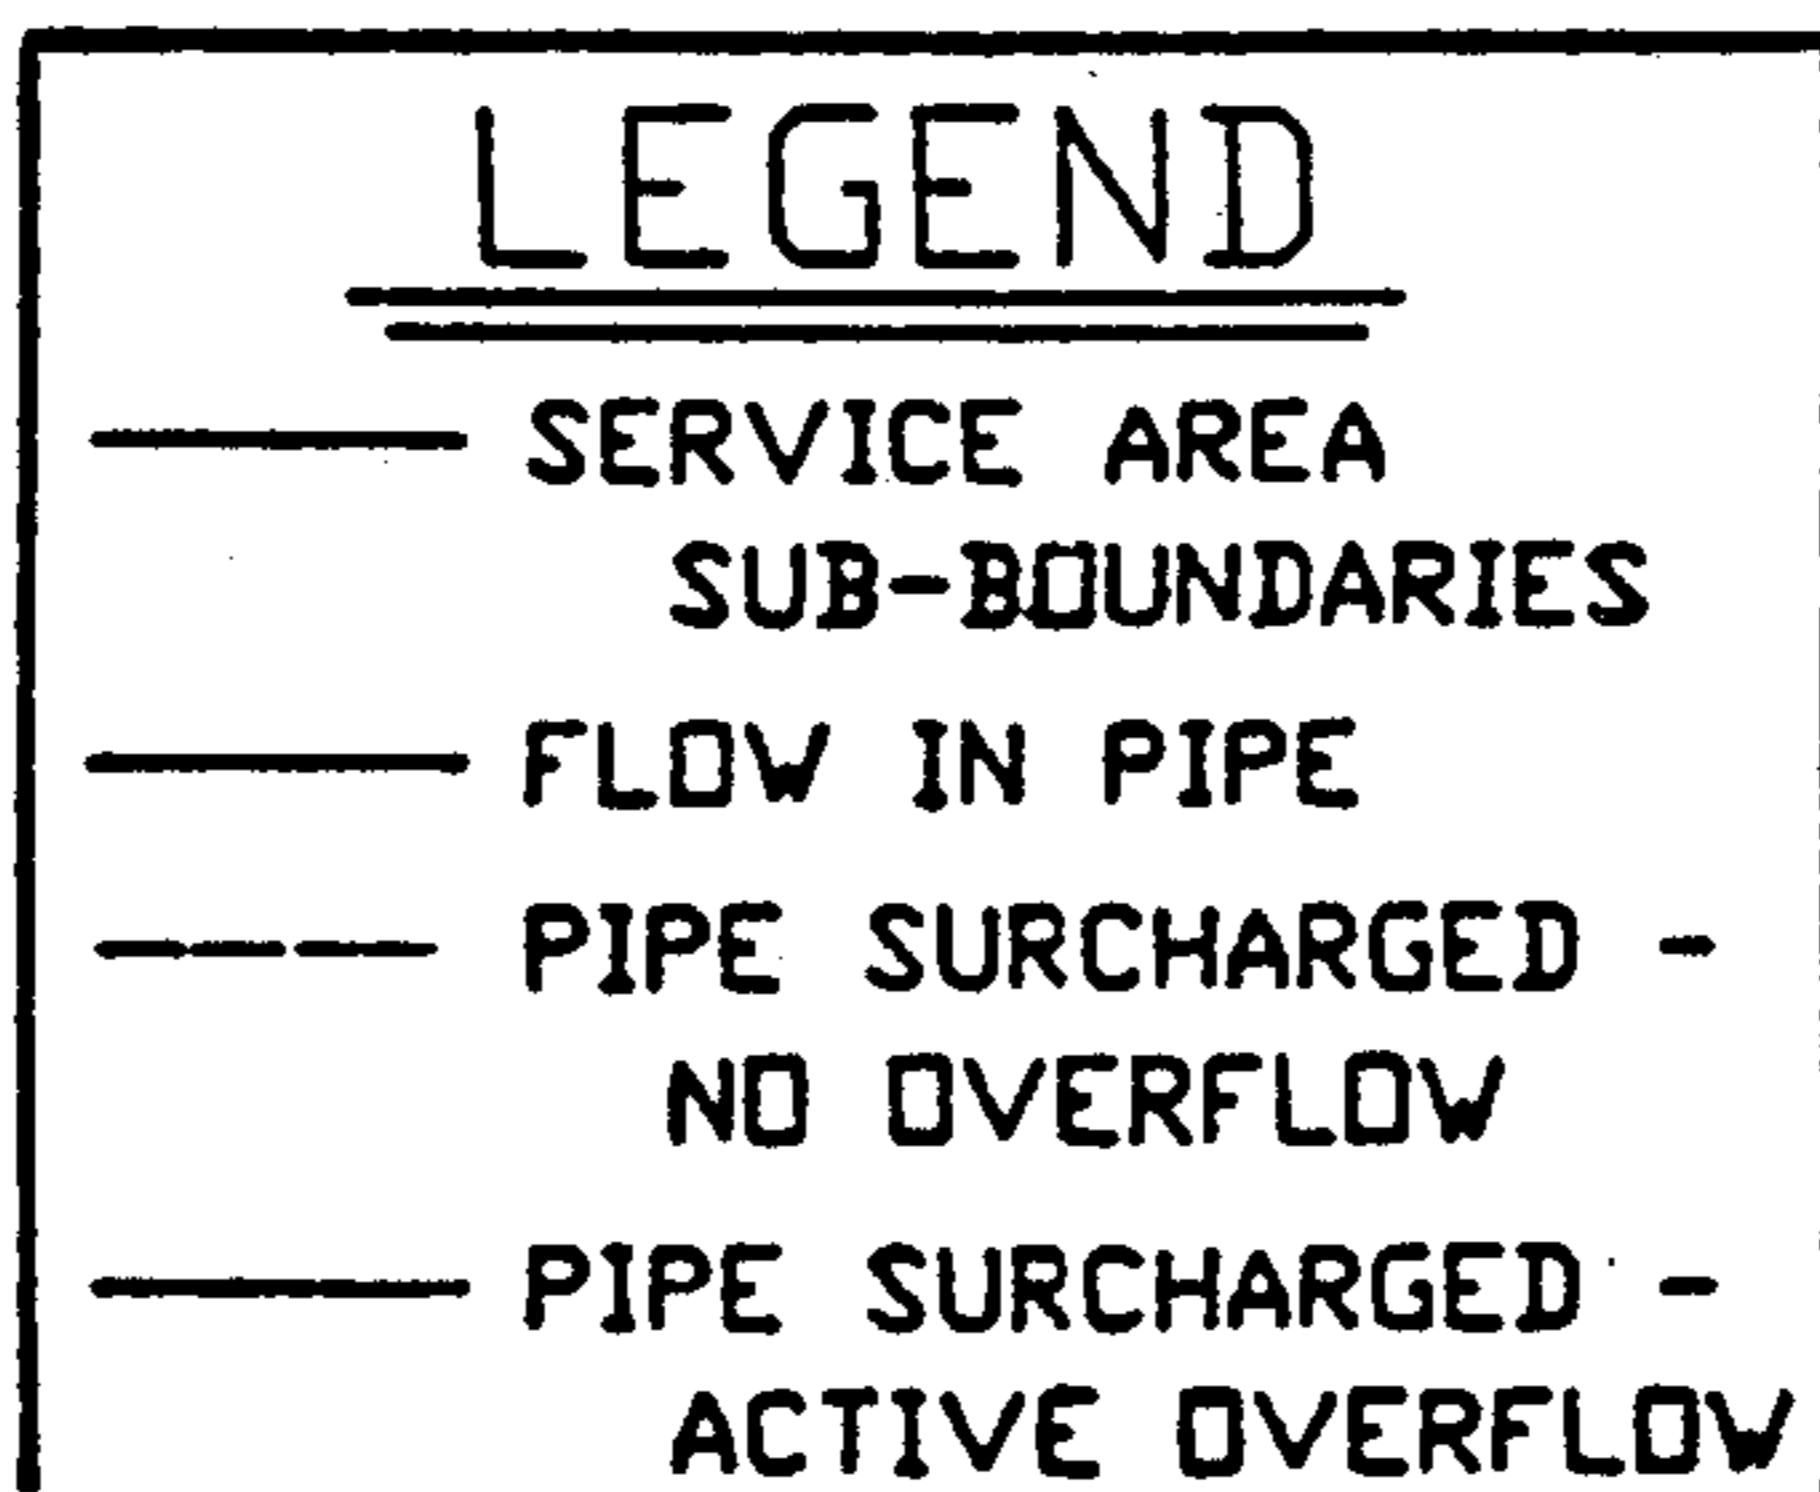 LEGEND
SERVICE AREA
SUB-BOUNDARIES
FLOW IN PIPE
PIPE SURCHARGED -
NO OVERFLOW
PIPE SURCHARGED -
ACTIVE OVERFLOW